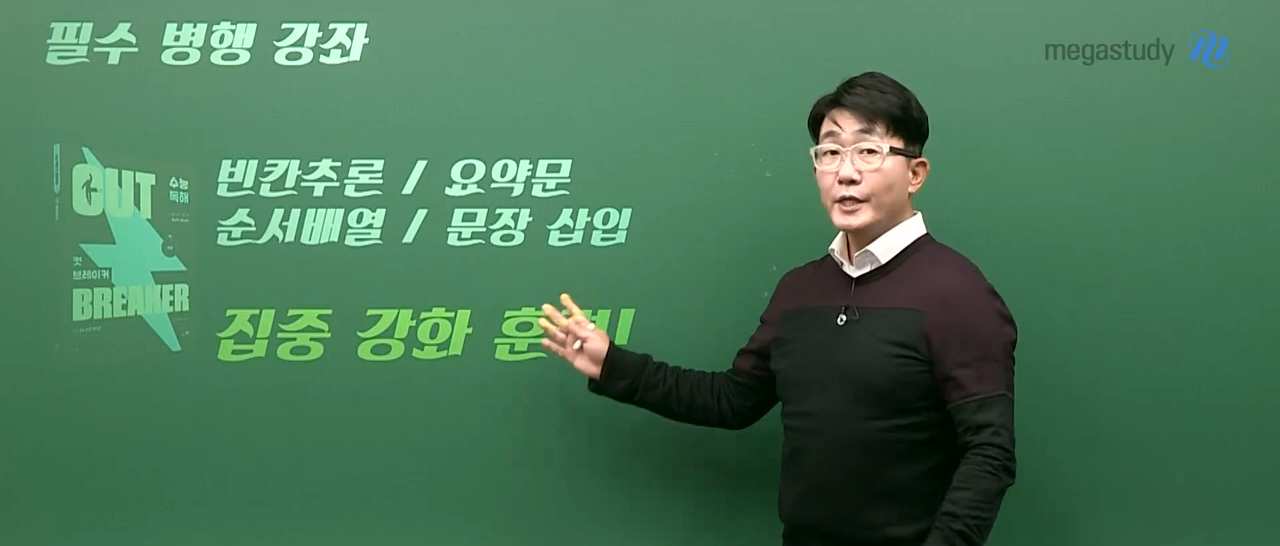 필수 병행 강좌
megastudy
CUT
수능
독해
컷
브레이커
BREAKER
빈칸추론 / 요약문
순서배열 / 문장 삽입
집중 강화